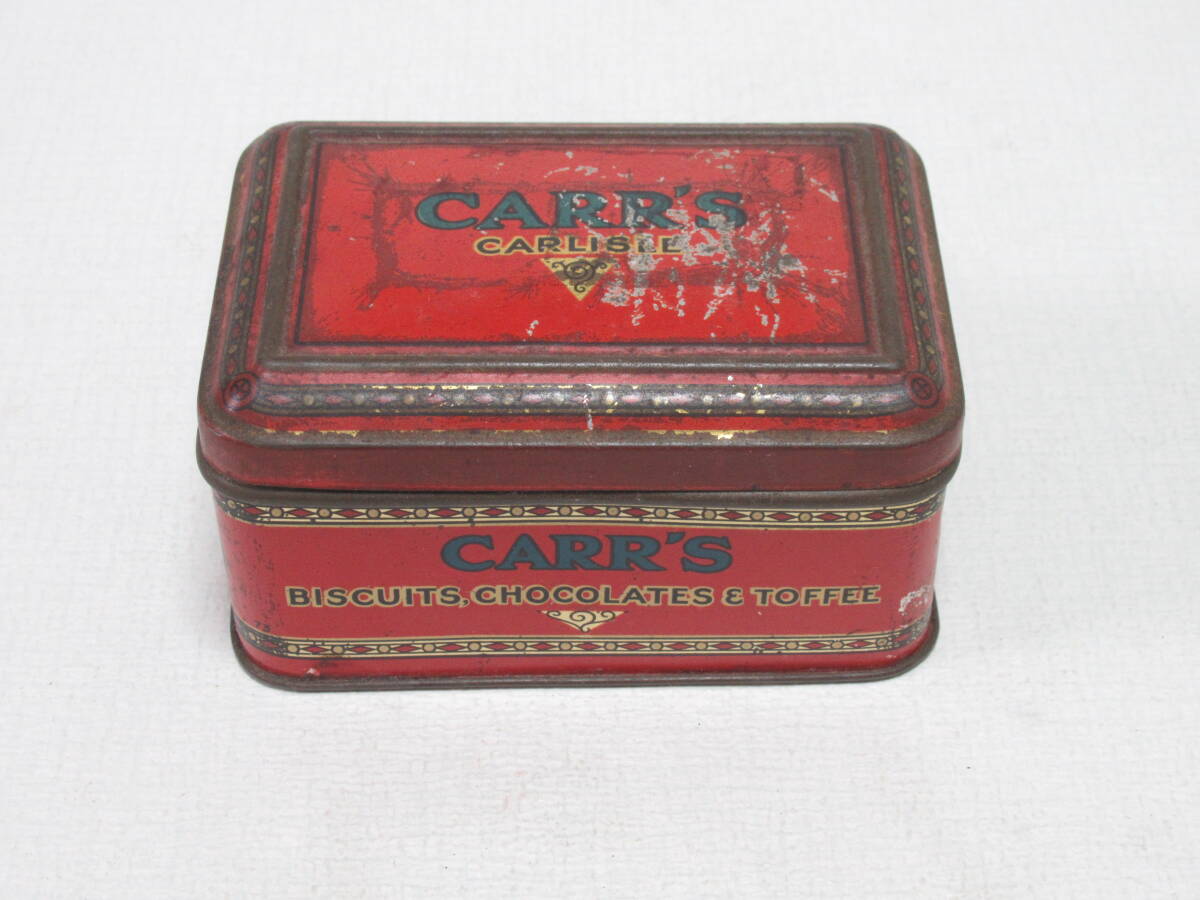 CARR'S
CARLISLE
CARR'S
BISCUITS, CHOCOLATES & TOFFEE